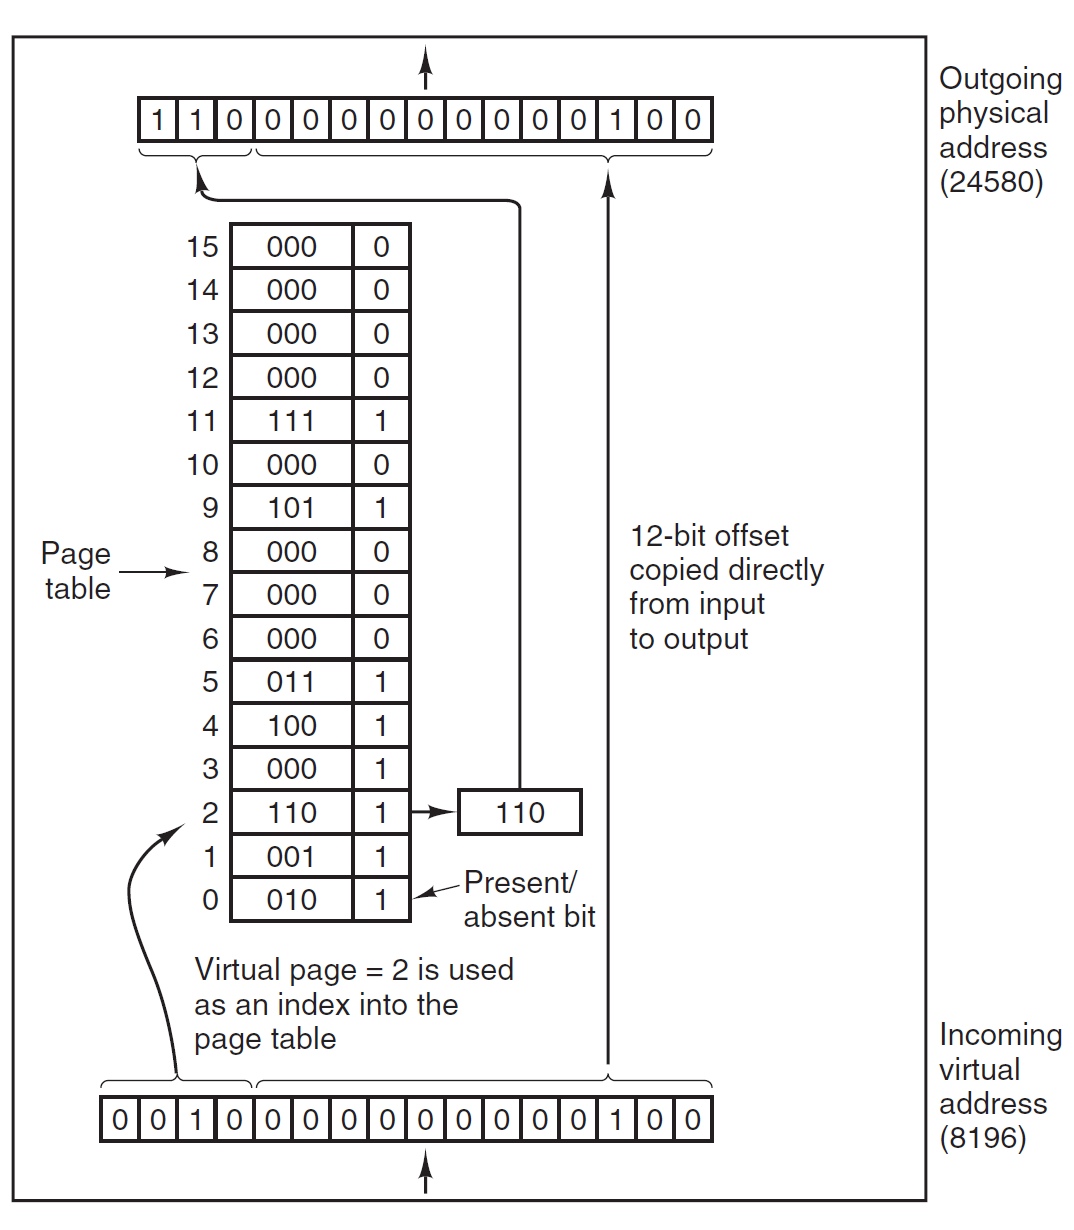 Outgoing
physical
address
(24580)
1 1 0 0 0 0 0 0 0 0 0 0 1 0 0
15 000 0
14 000 0
13 000 0
12 000 0
11 111 1
10 000 0
9 101 1
8 000 0
7 000 0
6 000 0
5 011 1
4 100 1
3 000 1
2 110 1
1 001 1
0 010 1
Page
table
110
12-bit offset
copied directly
from input
to output
Present/
absent bit
Virtual page = 2 is used
as an index into the
page table
0 0 1 0 0 0 0 0 0 0 0 0 0 1 0 0
Incoming
virtual
address
(8196)